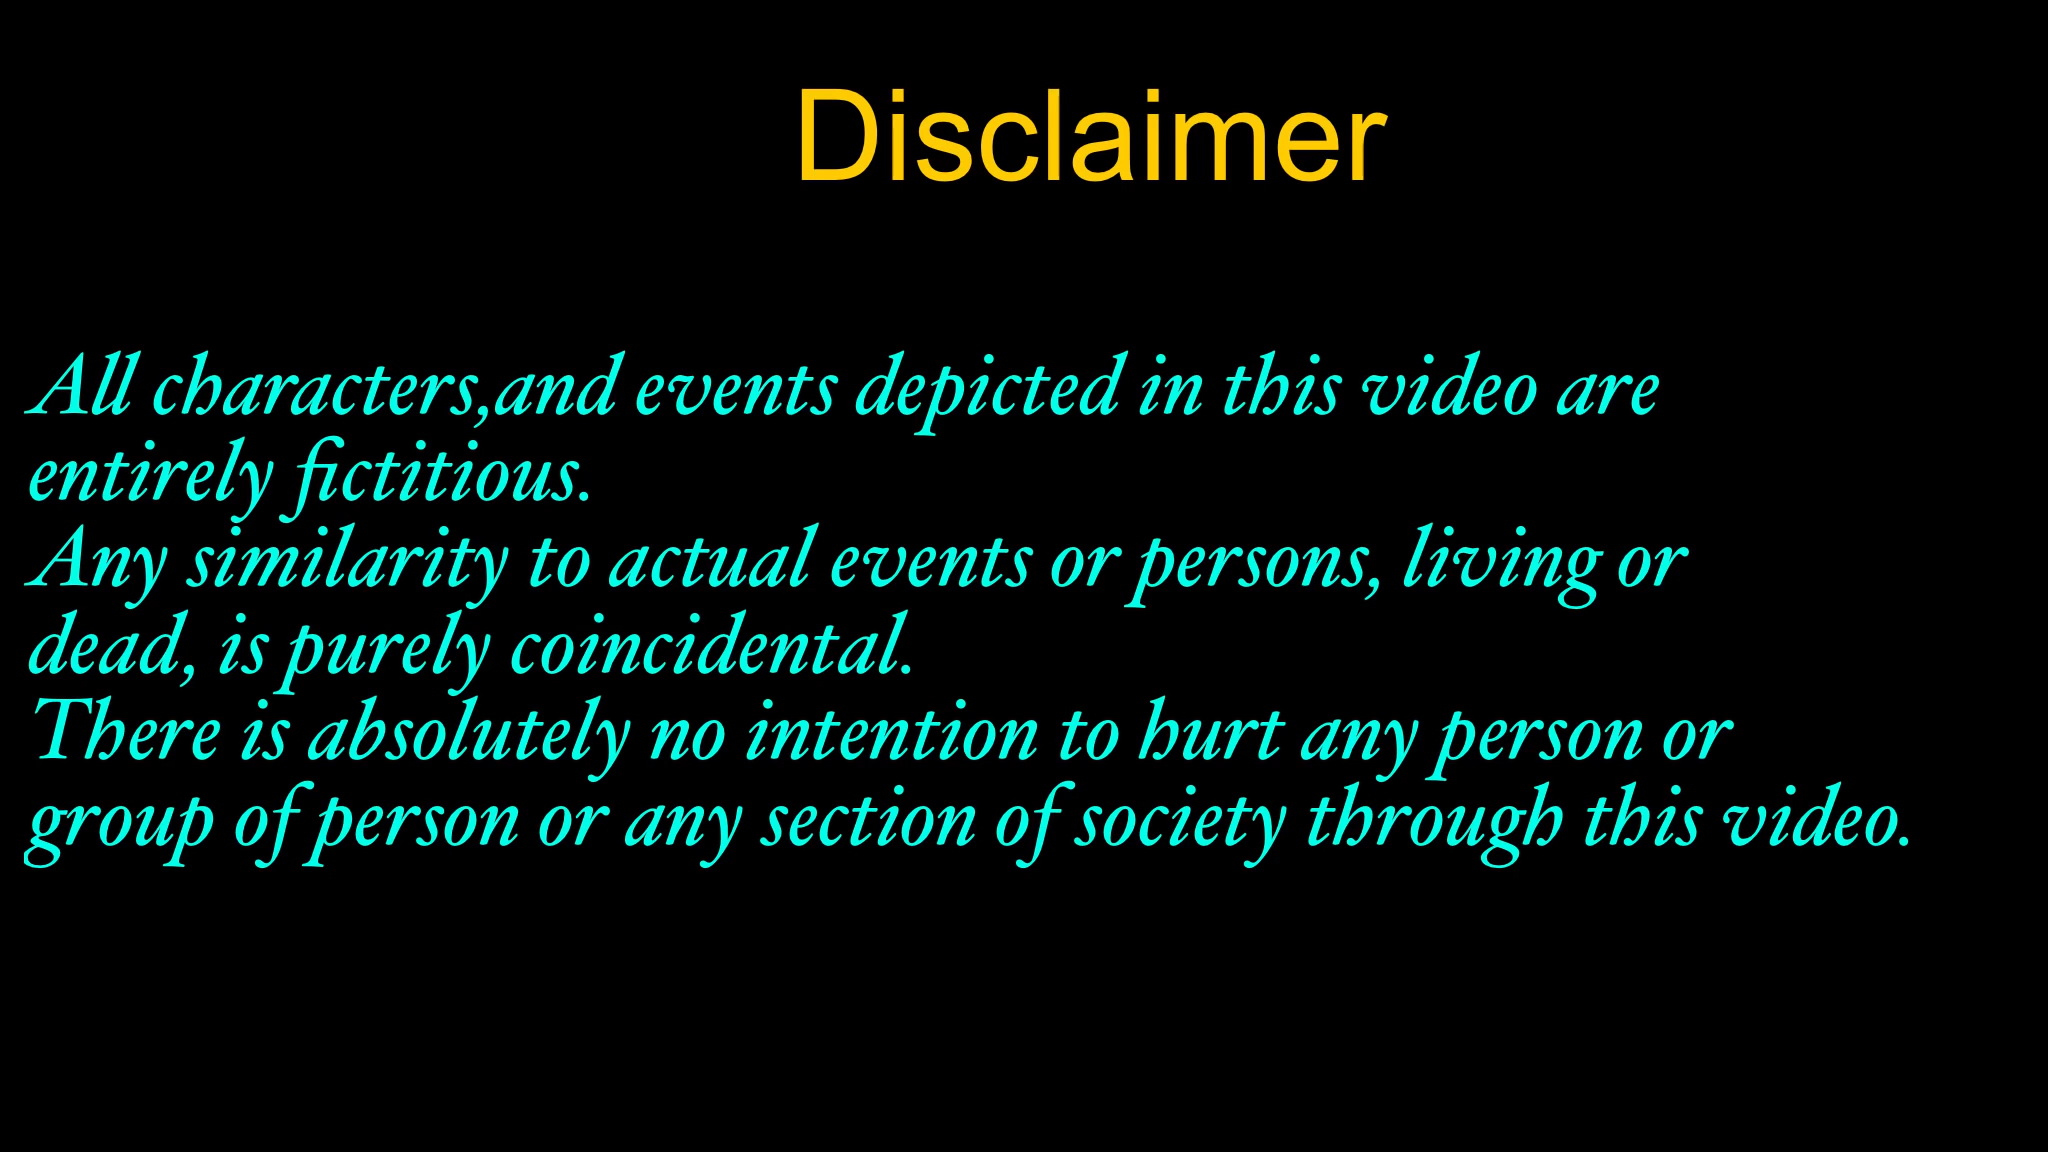 Disclaimer
All characters,and events depicted in this video are
entirely fictitious.
Any similarity to actual events or persons, living or
dead, is purely coincidental.
There is absolutely no intention to hurt any person or
group of person or any section of society through this video.